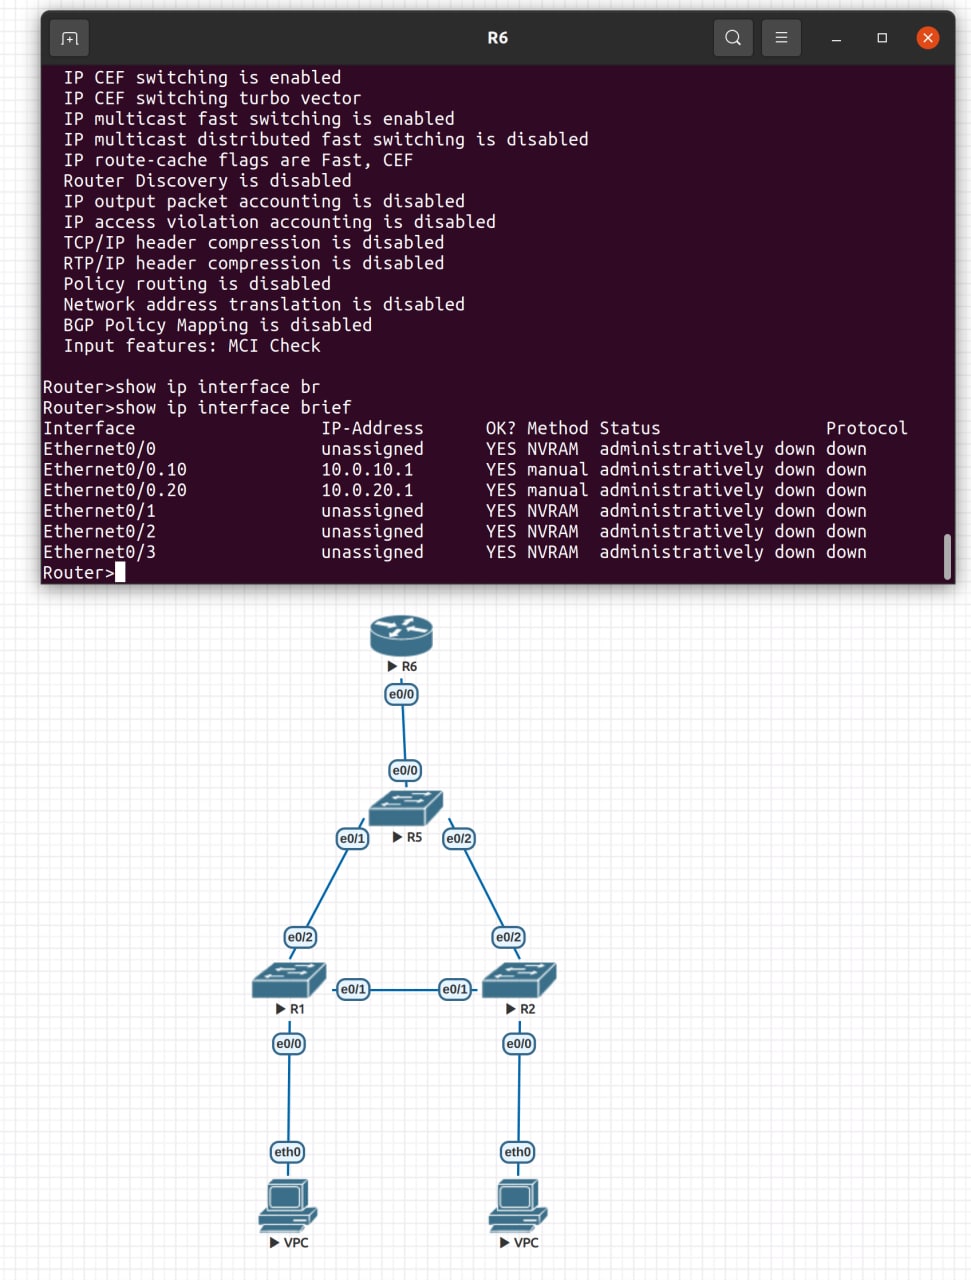 R6
IP CEF switching is enabled
IP CEF switching turbo vector
IP multicast fast switching is enabled
IP multicast distributed fast switching is disabled
IP route-cache flags are Fast, CEF
Router Discovery is disabled
IP output packet accounting is disabled
IP access violation accounting is disabled
TCP/IP header compression is disabled
RTP/IP header compression is disabled
Policy routing is disabled
Network address translation is disabled
BGP Policy Mapping is disabled
Input features: MCI Check
Router>show ip interface br
Router>show ip interface brief
Interface IP-Address OK? Method Status Protocol
Ethernet0/0 unassigned YES NVRAM administratively down down
Ethernet0/0.10 10.0.10.1 YES manual administratively down down
Ethernet0/0.20 10.0.20.1 YES manual administratively down down
Ethernet0/1 unassigned YES NVRAM administratively down down
Ethernet0/2 unassigned YES NVRAM administratively down down
Ethernet0/3 unassigned YES NVRAM administratively down down
Router>
R6
e0/0
e0/0
R5
e0/1 e0/2
e0/2 e0/2
e0/1 e0/1
R1 R2
e0/0 e0/0
eth0 eth0
VPC VPC